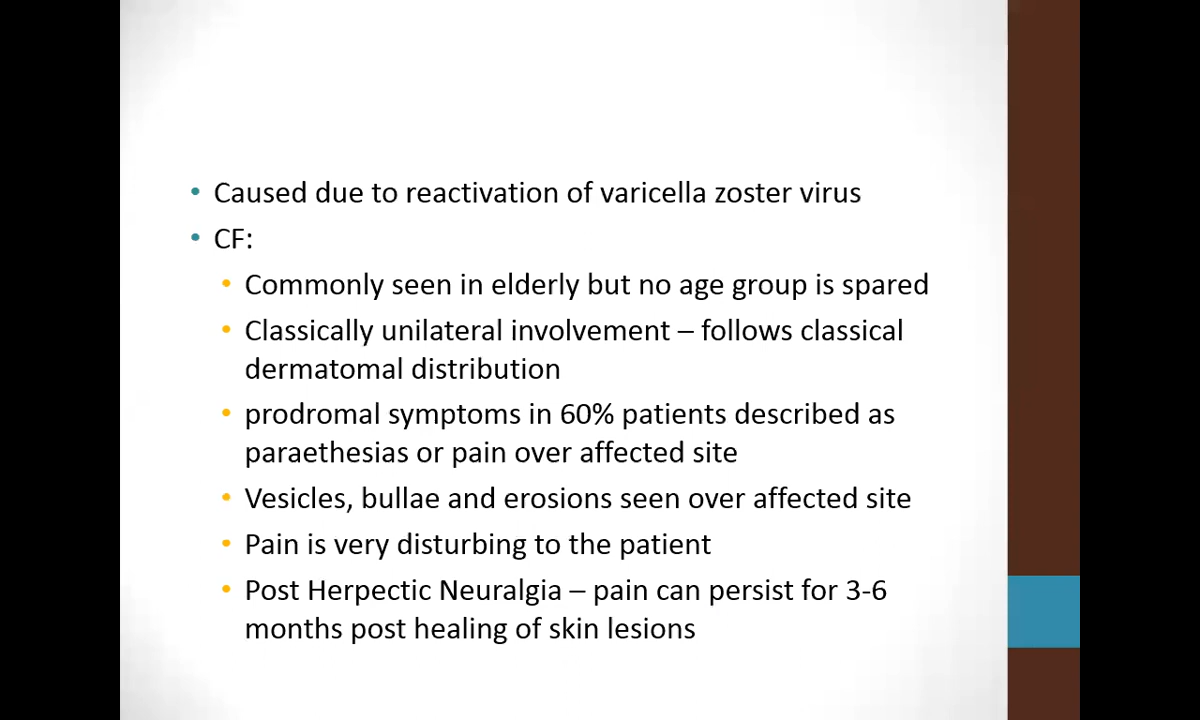 • Caused due to reactivation of varicella zoster virus
• CF:
• Commonly seen in elderly but no age group is spared
• Classically unilateral involvement – follows classical
dermatomal distribution
• prodromal symptoms in 60% patients described as
paraethesias or pain over affected site
• Vesicles, bullae and erosions seen over affected site
• Pain is very disturbing to the patient
• Post Herpectic Neuralgia – pain can persist for 3-6
months post healing of skin lesions